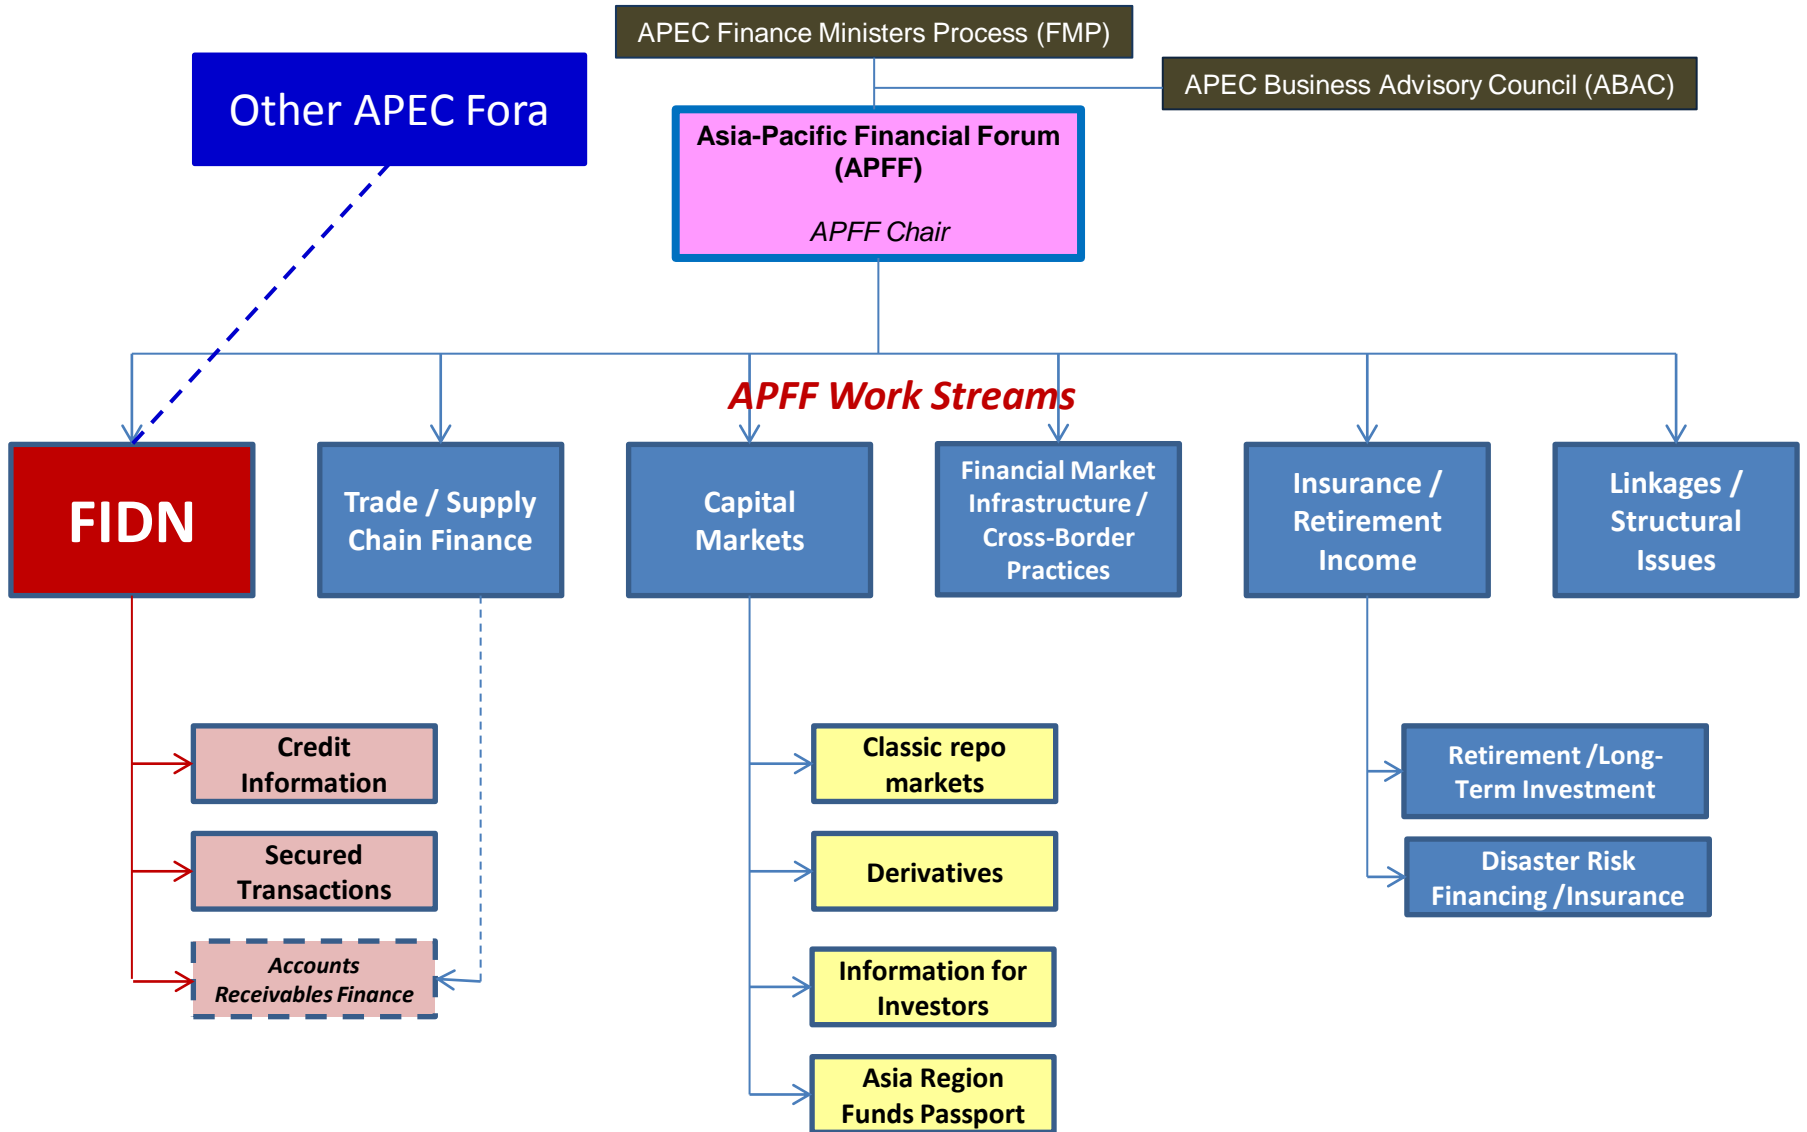 APEC Finance Ministers Process (FMP)
APEC Business Advisory Council (ABAC)
Other APEC Fora
Asia-Pacific Financial Forum
(APFF)
APFF Chair
APFF Work Streams
FIDN
Trade / Supply
Chain Finance
Capital
Markets
Financial Market
Infrastructure /
Cross-Border
Practices
Insurance /
Retirement
Income
Linkages /
Structural
Issues
Credit
Information
Secured
Transactions
Accounts
Receivables Finance
Classic repo
markets
Derivatives
Information for
Investors
Asia Region
Funds Passport
Retirement /Long-
Term Investment
Disaster Risk
Financing /Insurance